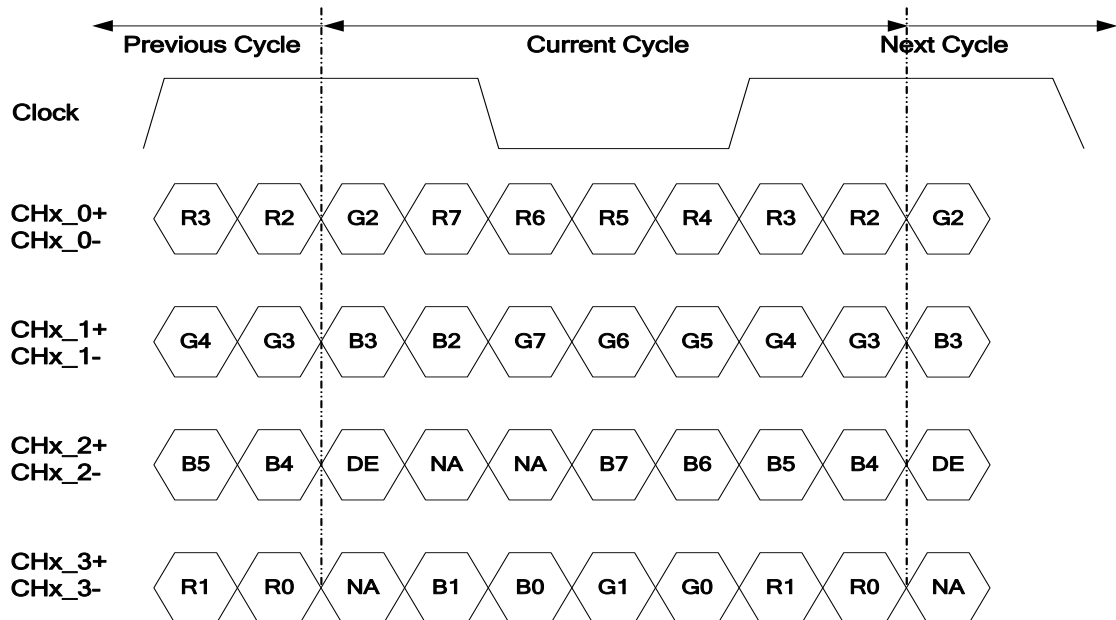 Previous Cycle Current Cycle Next Cycle
Clock
CHx_0+
CHx_0-
R3 R2 G2 R7 R6 R5 R4 R3 R2 G2
CHx_1+
CHx_1-
G4 G3 B3 B2 G7 G6 G5 G4 G3 B3
CHx_2+
CHx_2-
B5 B4 DE NA NA B7 B6 B5 B4 DE
CHx_3+
CHx_3-
R1 R0 NA B1 B0 G1 G0 R1 R0 NA